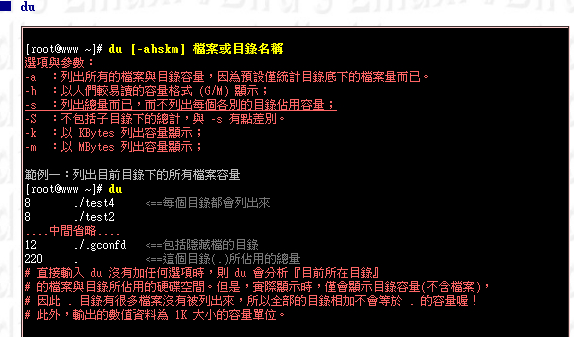 ■ du
[root@www ~]# du [-ahskm] 檔案或目錄名稱
選項與參數：
-a  ：列出所有的檔案與目錄容量，因為預設僅統計目錄底下的檔案量而已。
-h  ：以人們較易讀的容量格式 (G/M) 顯示；
-s  ：列出總量而已，而不列出每個各別的目錄佔用容量；
-S  ：不包括子目錄下的總計，與 -s 有點差別。
-k  ：以 KBytes 列出容量顯示；
-m  ：以 MBytes 列出容量顯示；
範例一：列出目前目錄下的所有檔案容量
[root@www ~]# du
8       ./test4     <==每個目錄都會列出來
8       ./test2
....中間省略....
12      ./.gconfd   <==包括隱藏檔的目錄
220     .           <==這個目錄(.)所佔用的總量
# 直接輸入 du 沒有加任何選項時，則 du 會分析『目前所在目錄』
# 的檔案與目錄所佔用的硬碟空間。但是，實際顯示時，僅會顯示目錄容量(不含檔案)，
# 因此 . 目錄有很多檔案沒有被列出來，所以全部的目錄相加不會等於 . 的容量喔！
# 此外，輸出的數值資料為 1K 大小的容量單位。